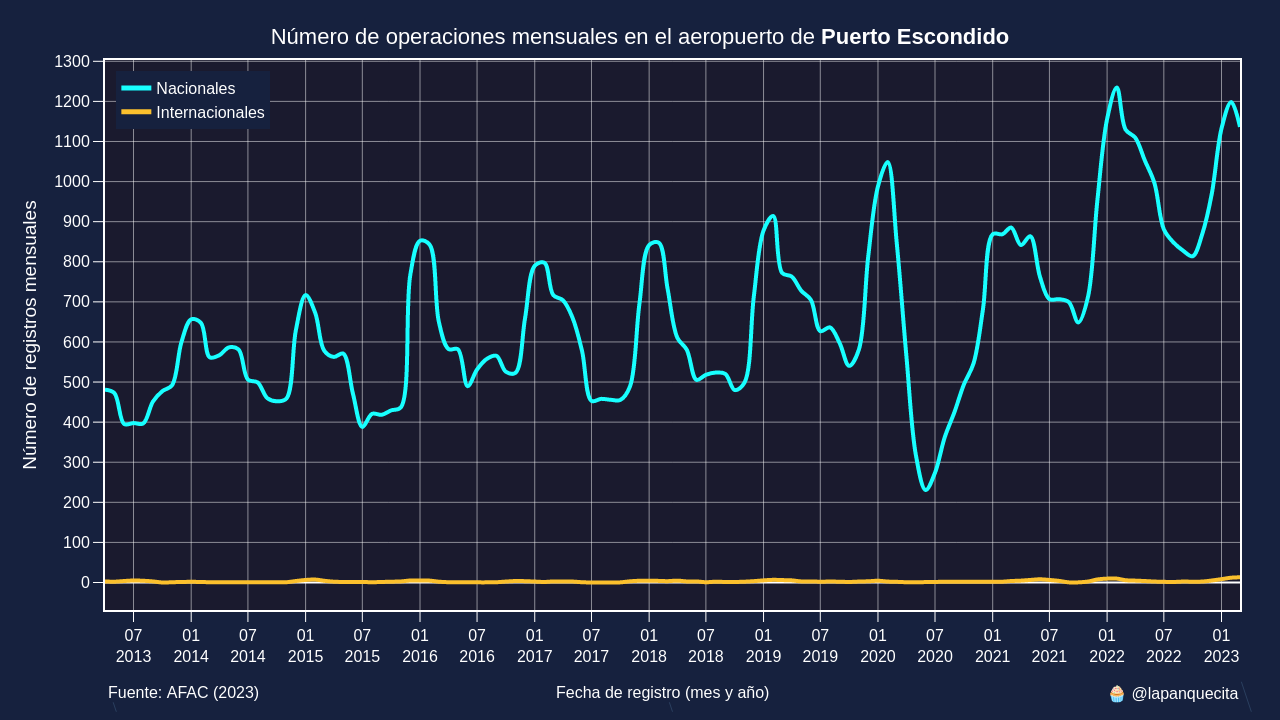 Número de operaciones mensuales en el aeropuerto de Puerto Escondido
Nacionales
Internacionales
Número de registros mensuales
1300
1200
1100
1000
900
800
700
600
500
400
300
200
100
0
07 01 07 01 07 01 07 01 07 01 07 01 07 01 07 01 07 01 07 01
2013 2014 2014 2015 2015 2016 2016 2017 2017 2018 2018 2019 2019 2020 2020 2021 2021 2022 2022 2023
Fuente: AFAC (2023)
Fecha de registro (mes y año)
🧁 @lapanquecita